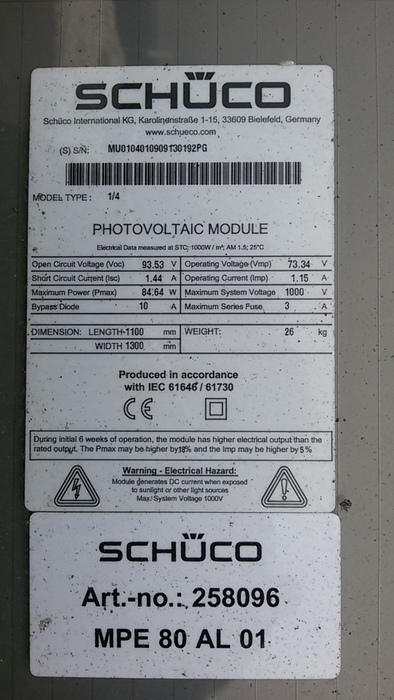 SCHÜCO
Schüco International KG, Karolinenstraße 1-15, 33609 Bielefeld, Germany
www.schueco.com
(S) S/N: MU0104010909130192PG
MODEL TYPE : 1/4
PHOTOVOLTAIC MODULE
Electrical Data measured at STC; 1000W / m²; AM 1.5; 25°C
Open Circuit Voltage (Voc) 93.53 V Operating Voltage (Vmp) 73.34 V
Short Circuit Current (Isc) 1.44 A Operating Current (Imp) 1.15 A
Maximum Power (Pmax) 84.64 W Maximum System Voltage 1000 V
Bypass Diode 10 A Maximum Series Fuse 3 A
DIMENSION: LENGTH 1100 mm WEIGHT: 26 kg
WIDTH 1300 mm
Produced in accordance
with IEC 61646 / 61730
CE
During initial 6 weeks of operation, the module has higher electrical output than the
rated output. The Pmax may be higher by 18% and the Imp may be higher by 5%
Warning - Electrical Hazard:
Module generates DC current when exposed
to sunlight or other light sources
Max. System Voltage 1000V
SCHÜCO
Art.-no.: 258096
MPE 80 AL 01